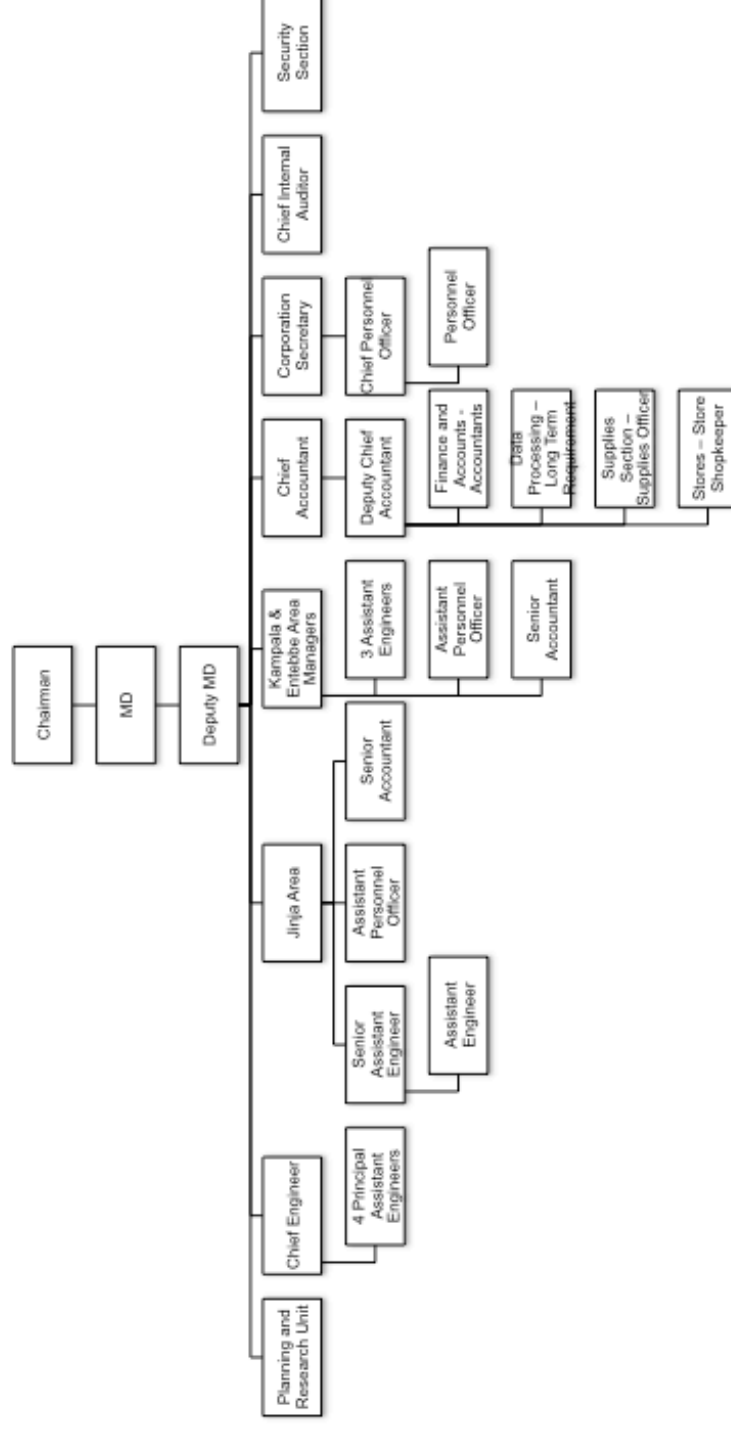 Chairman
MD
Deputy MD
Planning and
Research Unit
Chief Engineer
4 Principal
Assistant
Engineers
Jinja Area
Senior
Assistant
Engineer
Assistant
Engineer
Assistant
Personnel
Officer
Senior
Accountant
Kampala &
Entebbe Area
Managers
3 Assistant
Engineers
Assistant
Personnel
Officer
Senior
Accountant
Chief
Accountant
Deputy Chief
Accountant
Finance and
Accounts -
Accountants
Data
Processing –
Long Term
Requirement
Supplies
Section –
Supplies Officer
Stores – Store
Shopkeeper
Corporation
Secretary
Chief Personnel
Officer
Personnel
Officer
Chief Internal
Auditor
Security
Section